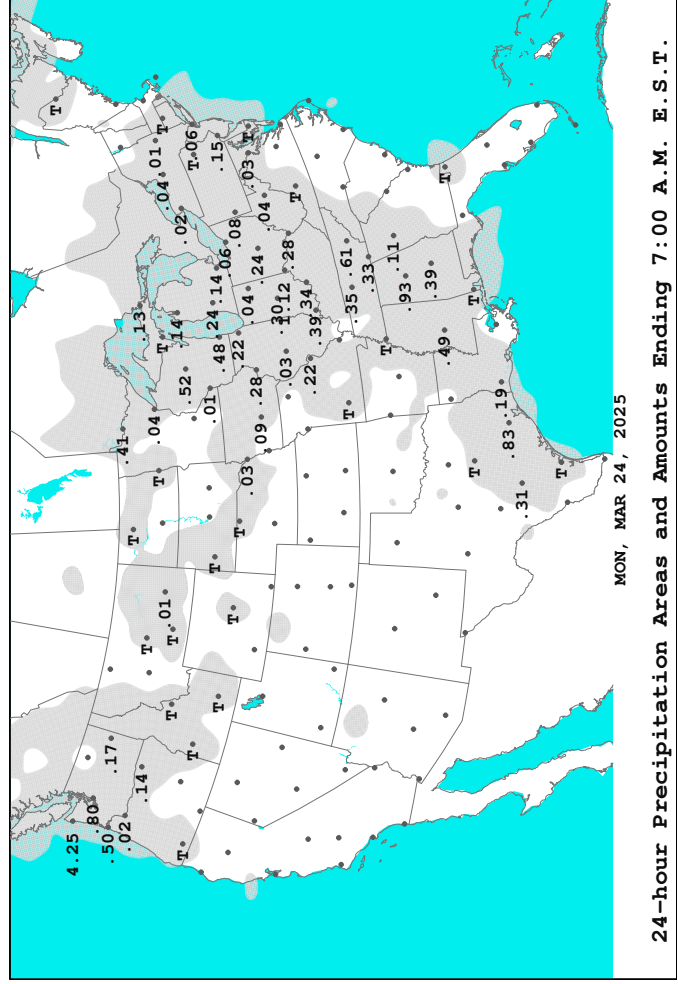 T
4.25
.80
.50
.17
.41
.02
T
.13
.14
T
.04
.01
T
T
T
.04
.01
T
T
.14
.02
T
.52
.06
T
T
.01
.24
T
.14
.15
T
.48
.06
T
.08
.22
T
.03
.04
.03
T
.28
.24
.09
.04
.30
1.12
.03
.28
T
.34
.22
.39
.61
T
.35
.33
T
.11
.93
.39
.49
T
T
T
.19
.83
.31
T
MON, MAR 24, 2025
24-hour Precipitation Areas and Amounts Ending 7:00 A.M. E.S.T.